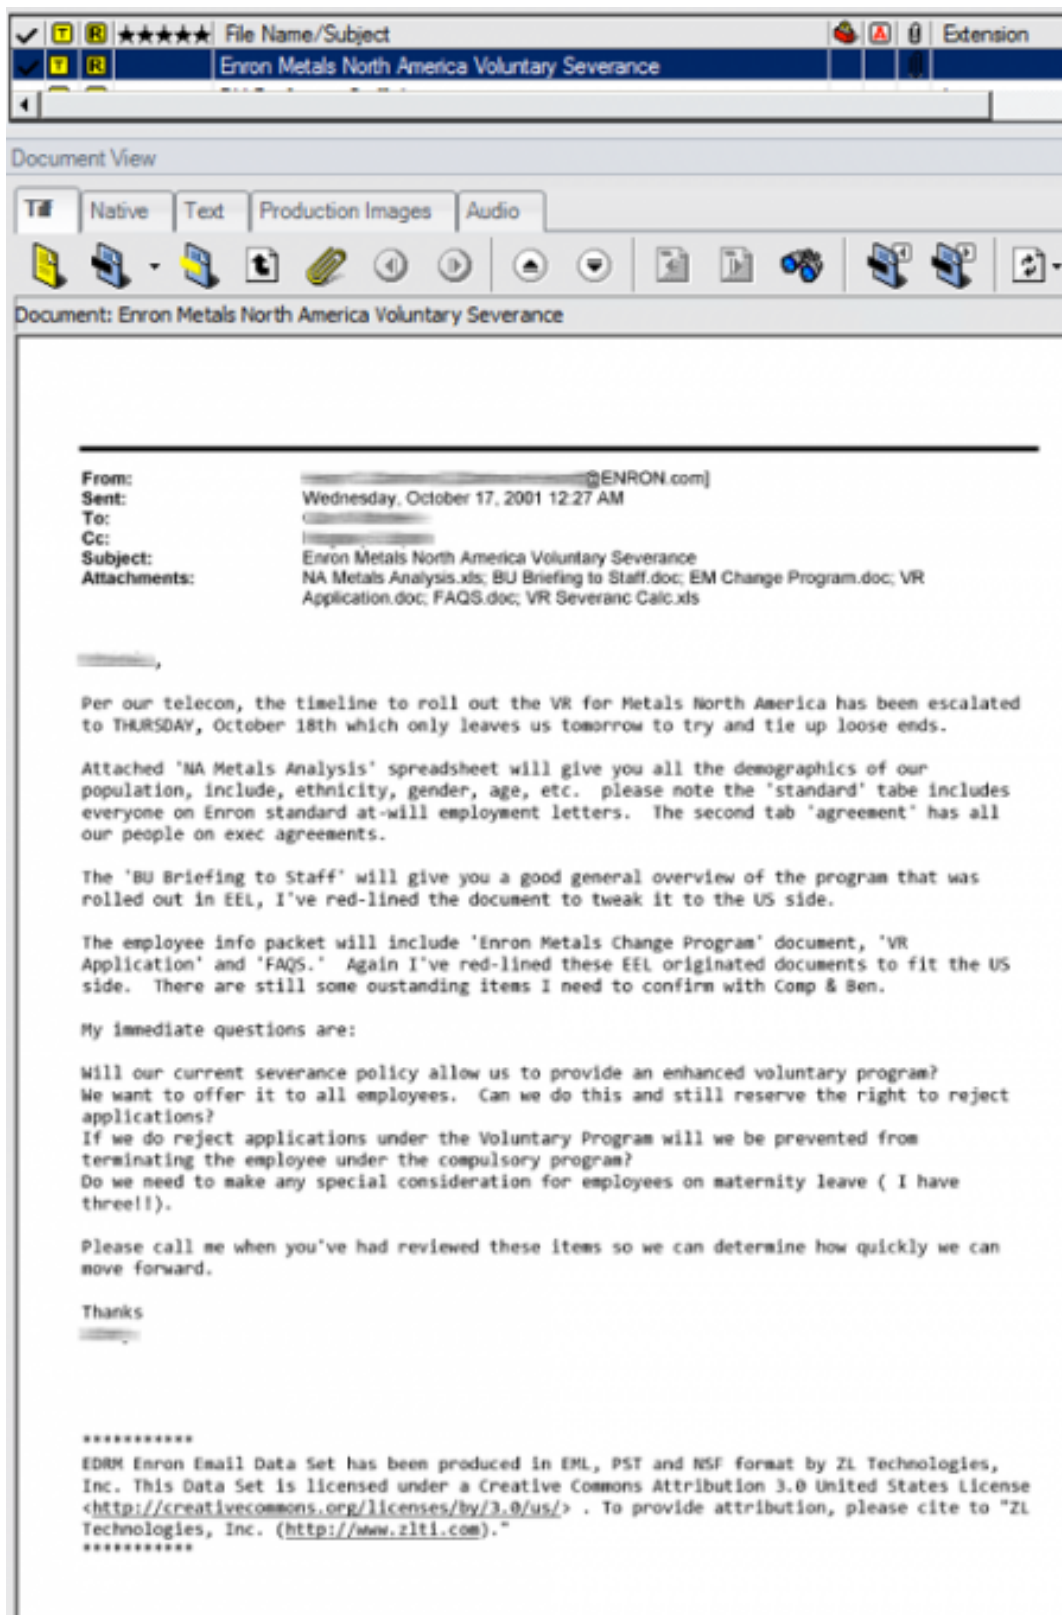 T R ★★★★★ File Name/Subject A Extension
T R Enron Metals North America Voluntary Severance
Document View
Tiff Native Text Production Images Audio
Document: Enron Metals North America Voluntary Severance
From: @ENRON.com]
Sent: Wednesday, October 17, 2001 12:27 AM
To:
Cc:
Subject: Enron Metals North America Voluntary Severance
Attachments: NA Metals Analysis.xls; BU Briefing to Staff.doc; EM Change Program.doc; VR
Application.doc; FAQS.doc; VR Severanc Calc.xls
,
Per our telecon, the timeline to roll out the VR for Metals North America has been escalated
to THURSDAY, October 18th which only leaves us tomorrow to try and tie up loose ends.
Attached 'NA Metals Analysis' spreadsheet will give you all the demographics of our
population, include, ethnicity, gender, age, etc.  please note the 'standard' tabe includes
everyone on Enron standard at-will employment letters.  The second tab 'agreement' has all
our people on exec agreements.
The 'BU Briefing to Staff' will give you a good general overview of the program that was
rolled out in EEL, I've red-lined the document to tweak it to the US side.
The employee info packet will include 'Enron Metals Change Program' document, 'VR
Application' and 'FAQS.'  Again I've red-lined these EEL originated documents to fit the US
side.  There are still some oustanding items I need to confirm with Comp & Ben.
My immediate questions are:
Will our current severance policy allow us to provide an enhanced voluntary program?
We want to offer it to all employees.  Can we do this and still reserve the right to reject
applications?
If we do reject applications under the Voluntary Program will we be prevented from
terminating the employee under the compulsory program?
Do we need to make any special consideration for employees on maternity leave ( I have
three!!).
Please call me when you've had reviewed these items so we can determine how quickly we can
move forward.
Thanks
***********
EDRM Enron Email Data Set has been produced in EML, PST and NSF format by ZL Technologies,
Inc. This Data Set is licensed under a Creative Commons Attribution 3.0 United States License
<http://creativecommons.org/licenses/by/3.0/us/> . To provide attribution, please cite to "ZL
Technologies, Inc. (http://www.zlti.com)."
***********